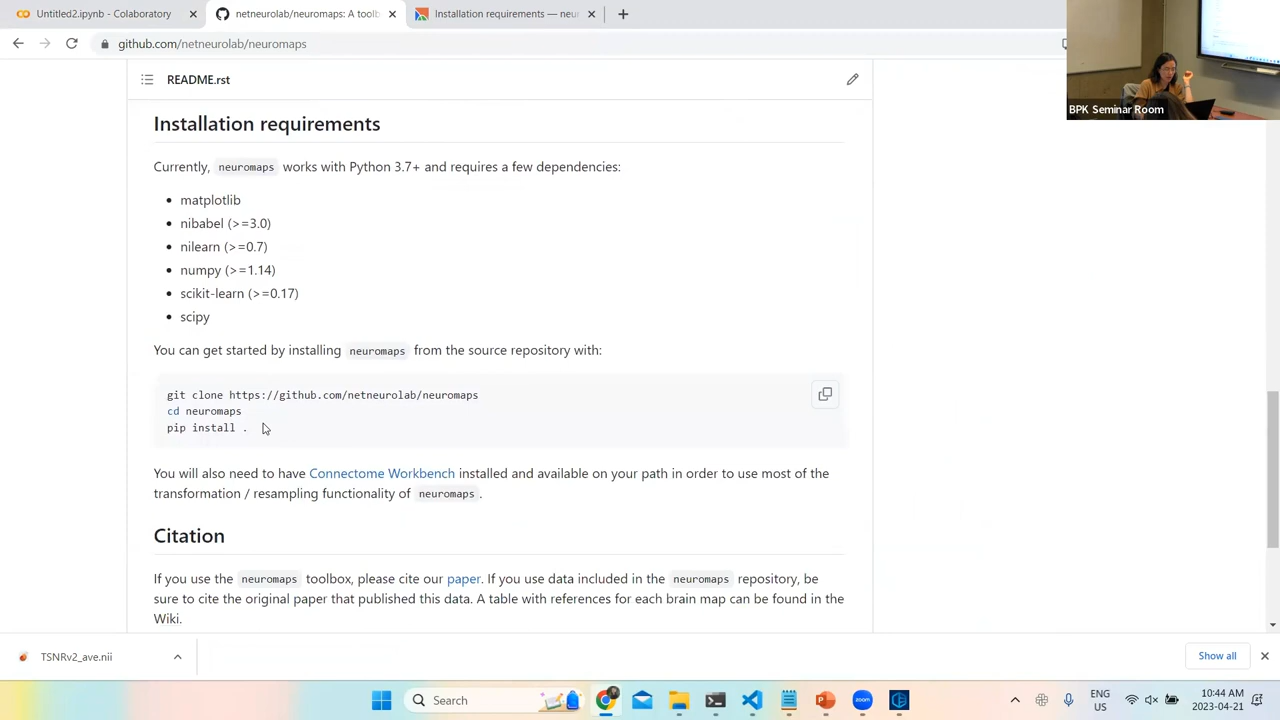 Untitled2.ipynb - Colaboratory
netneurolab/neuromaps: A toolb
Installation requirements — neu
github.com/netneurolab/neuromaps
BPK Seminar Room
README.rst
Installation requirements
Currently, neuromaps works with Python 3.7+ and requires a few dependencies:
• matplotlib
• nibabel (>=3.0)
• nilearn (>=0.7)
• numpy (>=1.14)
• scikit-learn (>=0.17)
• scipy
You can get started by installing neuromaps from the source repository with:
git clone https://github.com/netneurolab/neuromaps
cd neuromaps
pip install .
You will also need to have Connectome Workbench installed and available on your path in order to use most of the
transformation / resampling functionality of neuromaps.
Citation
If you use the neuromaps toolbox, please cite our paper. If you use data included in the neuromaps repository, be
sure to cite the original paper that published this data. A table with references for each brain map can be found in the
Wiki.
TSNRv2_ave.nii
Show all
Search
zoom
ENG
US
10:44 AM
2023-04-21